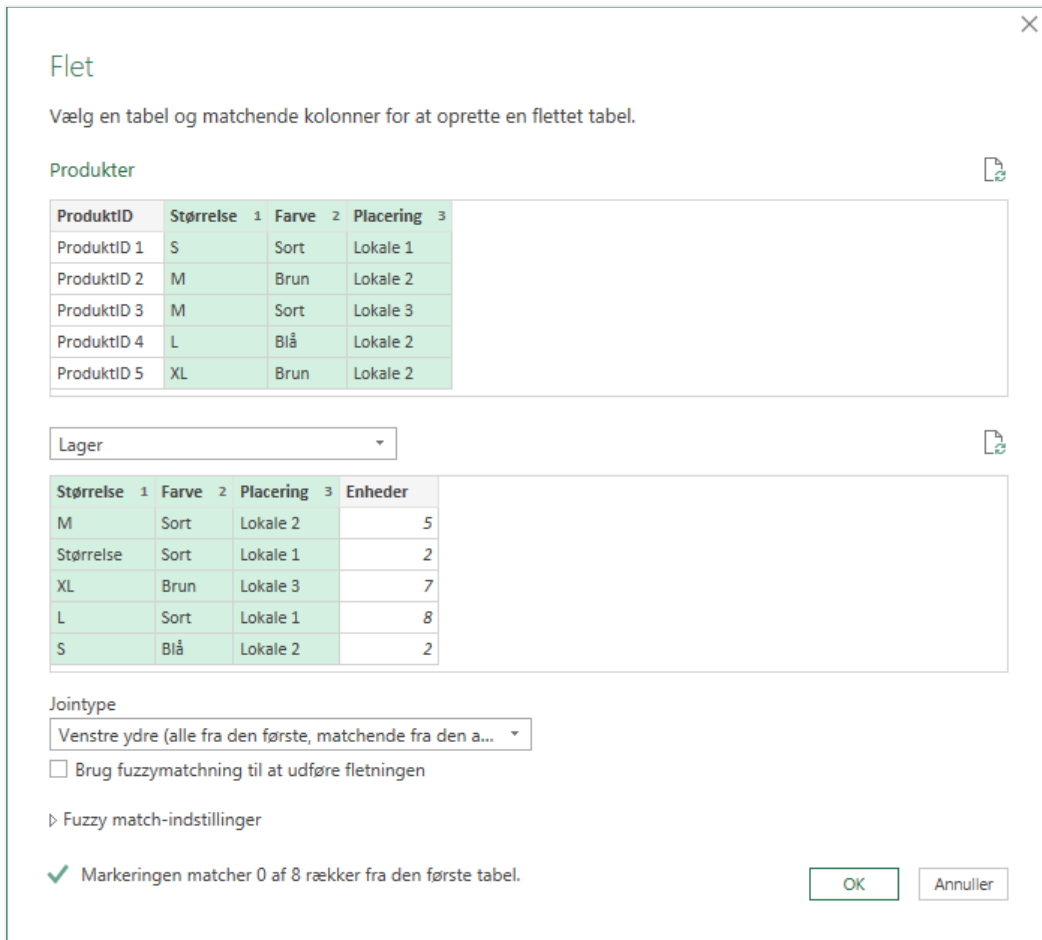 Flet
Vælg en tabel og matchende kolonner for at oprette en flettet tabel.
Produkter
ProduktID Størrelse 1 Farve 2 Placering 3
ProduktID 1 S Sort Lokale 1
ProduktID 2 M Brun Lokale 2
ProduktID 3 M Sort Lokale 3
ProduktID 4 L Blå Lokale 2
ProduktID 5 XL Brun Lokale 2
Lager
Størrelse 1 Farve 2 Placering 3 Enheder
M Sort Lokale 2 5
Størrelse Sort Lokale 1 2
XL Brun Lokale 3 7
L Sort Lokale 1 8
S Blå Lokale 2 2
Jointype
Venstre ydre (alle fra den første, matchende fra den a...
Brug fuzzymatchning til at udføre fletningen
Fuzzy match-indstillinger
Markeringen matcher 0 af 8 rækker fra den første tabel.
OK Annuller